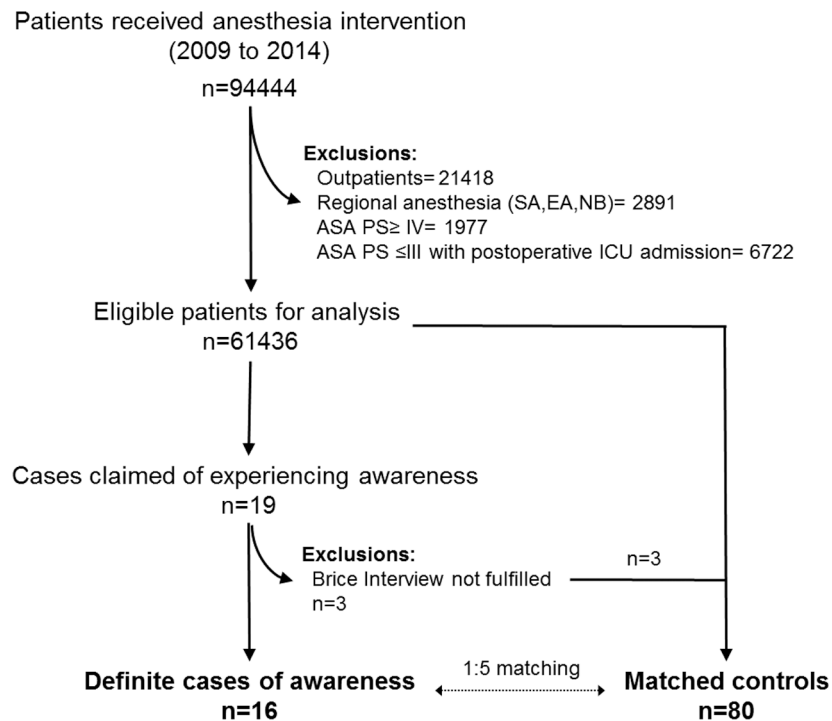 Patients received anesthesia intervention
(2009 to 2014)
n=94444
Exclusions:
Outpatients= 21418
Regional anesthesia (SA,EA,NB)= 2891
ASA PS≥ IV= 1977
ASA PS ≤III with postoperative ICU admission= 6722
Eligible patients for analysis
n=61436
Cases claimed of experiencing awareness
n=19
Exclusions:
Brice Interview not fulfilled
n=3
n=3
Definite cases of awareness
n=16
1:5 matching
Matched controls
n=80